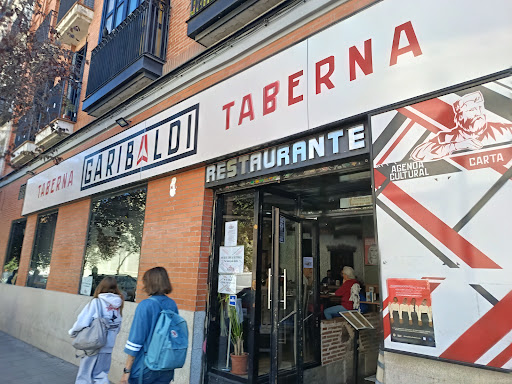 TABERNA
GARIBALDI
TABERNA
RESTAURANTE
AGENDA
CULTURAL
CARTA